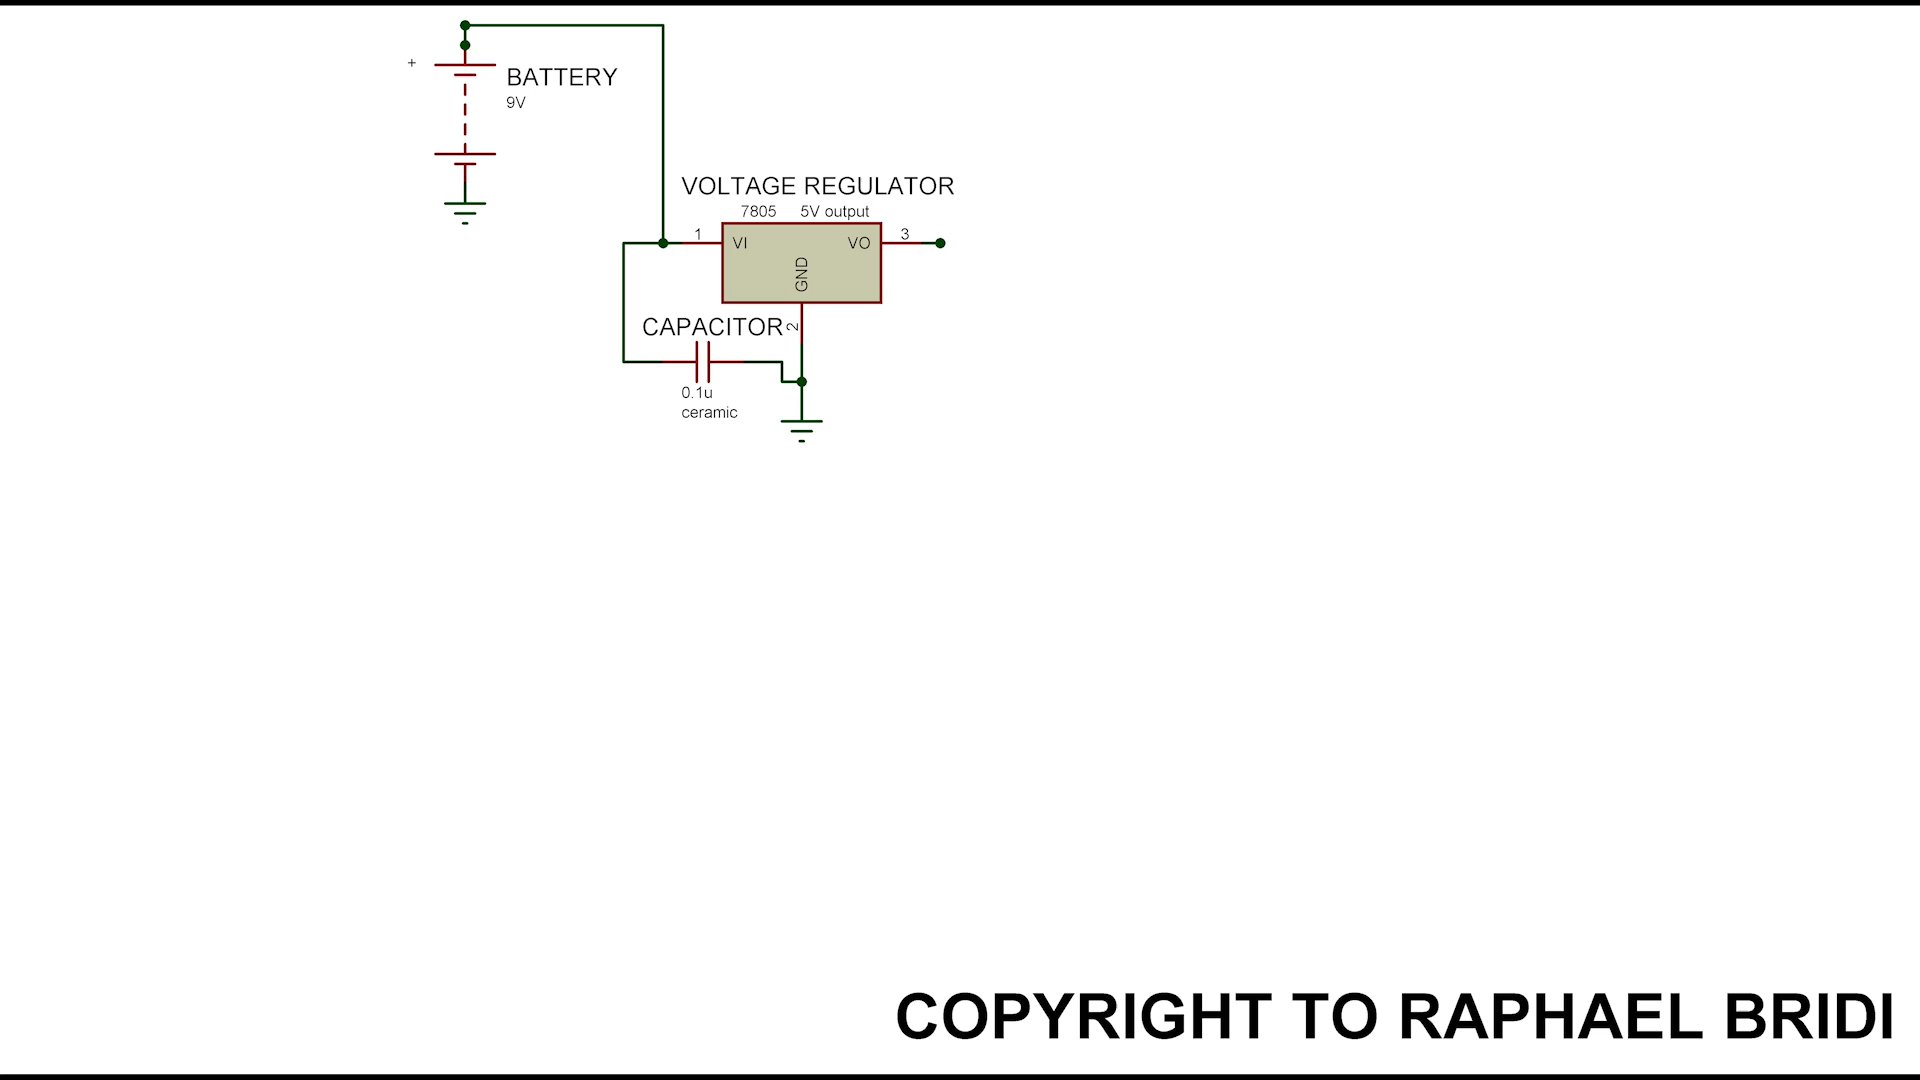 +
BATTERY
9V
VOLTAGE REGULATOR
7805 5V output
1 VI VO 3
GND
CAPACITOR 2
0.1u
ceramic
COPYRIGHT TO RAPHAEL BRIDI